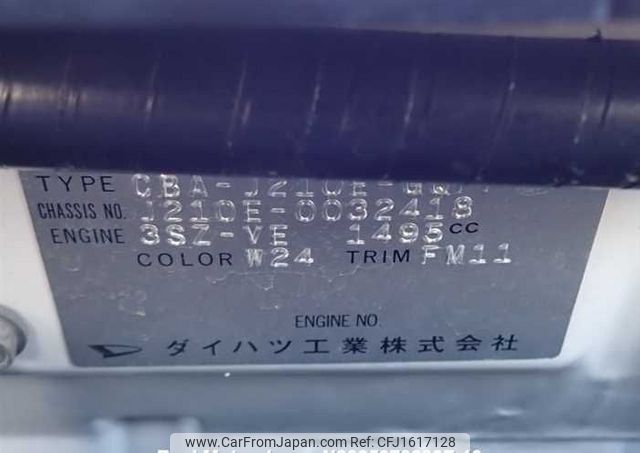 TYPE CBA-J210E-
CHASSIS NO. J210E-0032418
ENGINE 3SZ-VE 1495cc
COLOR W24 TRIM FM11
ENGINE NO.
ダイハツ工業株式会社
www.CarFromJapan.com | CFJ1617128